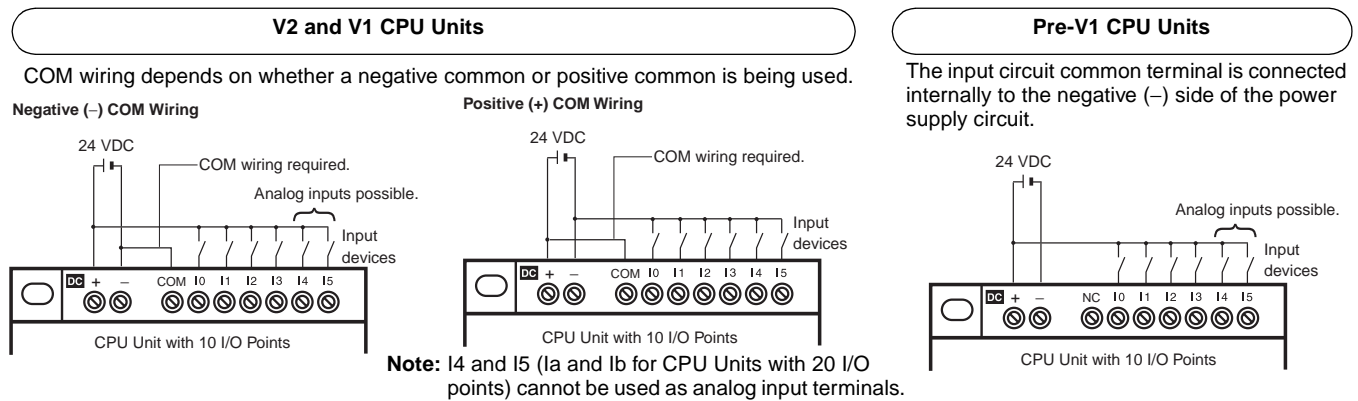 V2 and V1 CPU Units
COM wiring depends on whether a negative common or positive common is being used.
Negative (−) COM Wiring
24 VDC
COM wiring required.
Analog inputs possible.
Input
devices
DC + − COM I0 I1 I2 I3 I4 I5
CPU Unit with 10 I/O Points
Positive (+) COM Wiring
24 VDC
COM wiring required.
Input
devices
DC + − COM I0 I1 I2 I3 I4 I5
CPU Unit with 10 I/O Points
Note: I4 and I5 (Ia and Ib for CPU Units with 20 I/O
points) cannot be used as analog input terminals.
Pre-V1 CPU Units
The input circuit common terminal is connected
internally to the negative (−) side of the power
supply circuit.
24 VDC
Analog inputs possible.
Input
devices
DC + − NC I0 I1 I2 I3 I4 I5
CPU Unit with 10 I/O Points